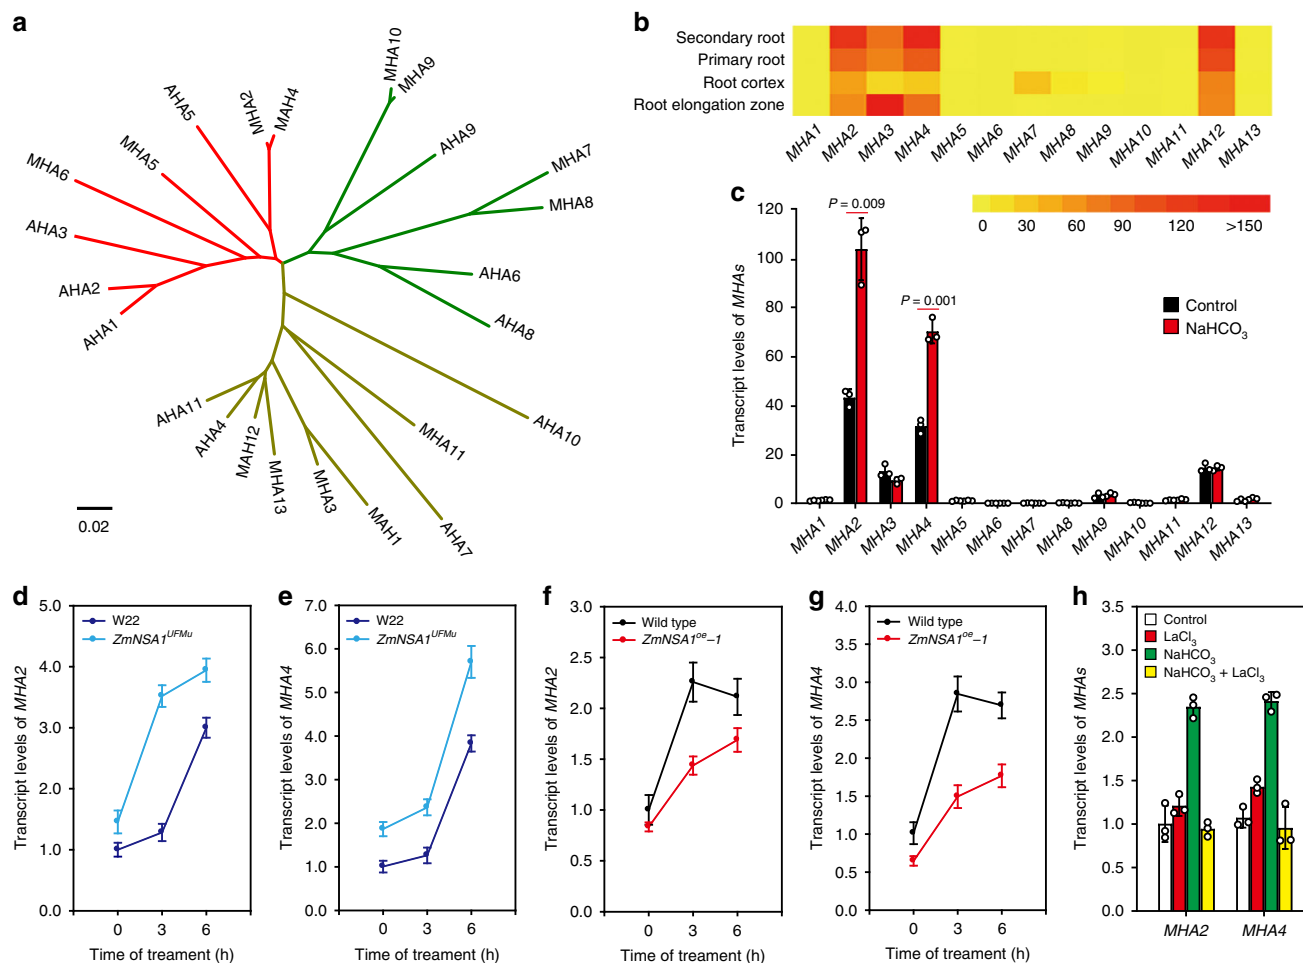 a
MHA10
MHA9
AHA9
MHA7
MHA8
AHA6
AHA8
AHA10
MHA11
AHA7
MAH1
MHA3
MHA13
MAH12
AHA4
AHA11
AHA1
AHA2
AHA3
MHA6
MHA5
AHA5
MHA2
MAH4
0.02
b
Secondary root
Primary root
Root cortex
Root elongation zone
MHA1 MHA2 MHA3 MHA4 MHA5 MHA6 MHA7 MHA8 MHA9 MHA10 MHA11 MHA12 MHA13
0 30 60 90 120 >150
c
Transcript levels of MHAs
120
100
80
60
40
20
0
P = 0.009
P = 0.001
Control
NaHCO3
MHA1 MHA2 MHA3 MHA4 MHA5 MHA6 MHA7 MHA8 MHA9 MHA10 MHA11 MHA12 MHA13
d
Transcript levels of MHA2
5.0
4.0
3.0
2.0
1.0
0.0
W22
ZmNSA1UFMu
0 3 6
Time of treament (h)
e
Transcript levels of MHA4
7.0
6.0
5.0
4.0
3.0
2.0
1.0
0.0
W22
ZmNSA1UFMu
0 3 6
Time of treament (h)
f
Transcript levels of MHA2
3.0
2.5
2.0
1.5
1.0
0.5
0.0
Wild type
ZmNSA1oe–1
0 3 6
Time of treament (h)
g
Transcript levels of MHA4
4.0
3.5
3.0
2.5
2.0
1.5
1.0
0.5
0.0
Wild type
ZmNSA1oe–1
0 3 6
Time of treament (h)
h
Transcript levels of MHAs
3.5
3.0
2.5
2.0
1.5
1.0
0.5
0.0
Control
LaCl3
NaHCO3
NaHCO3 + LaCl3
MHA2 MHA4